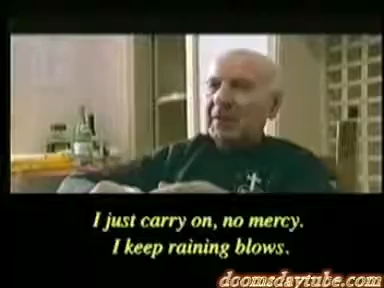 I just carry on, no mercy.
I keep raining blows.
doomsdaytube.com